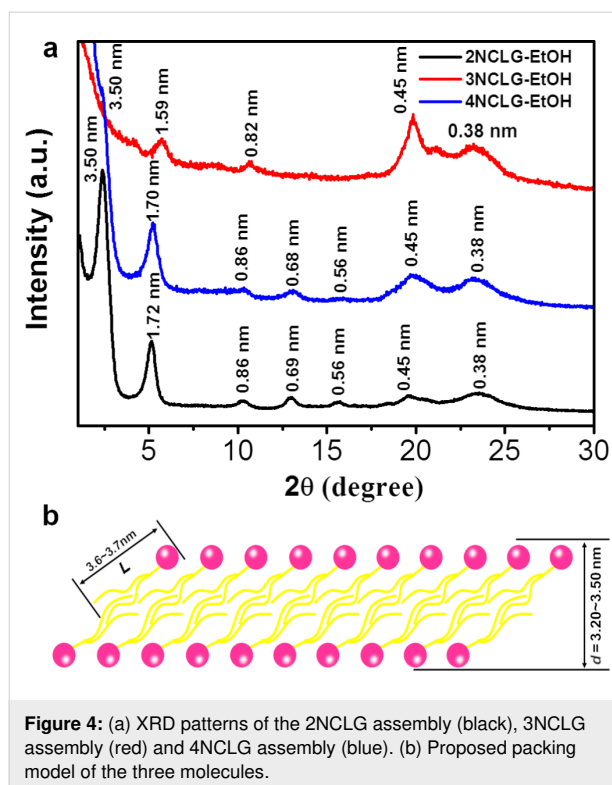 a
2NCLG-EtOH
3NCLG-EtOH
4NCLG-EtOH
3.50 nm
3.50 nm
1.59 nm
0.82 nm
0.45 nm
0.38 nm
1.70 nm
0.86 nm
0.68 nm
0.56 nm
0.45 nm
0.38 nm
1.72 nm
0.86 nm
0.69 nm
0.56 nm
0.45 nm
0.38 nm
Intensity (a.u.)
5 10 15 20 25 30
2θ (degree)
b
3.6~3.7nm
L
d = 3.20~3.50 nm
Figure 4: (a) XRD patterns of the 2NCLG assembly (black), 3NCLG
assembly (red) and 4NCLG assembly (blue). (b) Proposed packing
model of the three molecules.